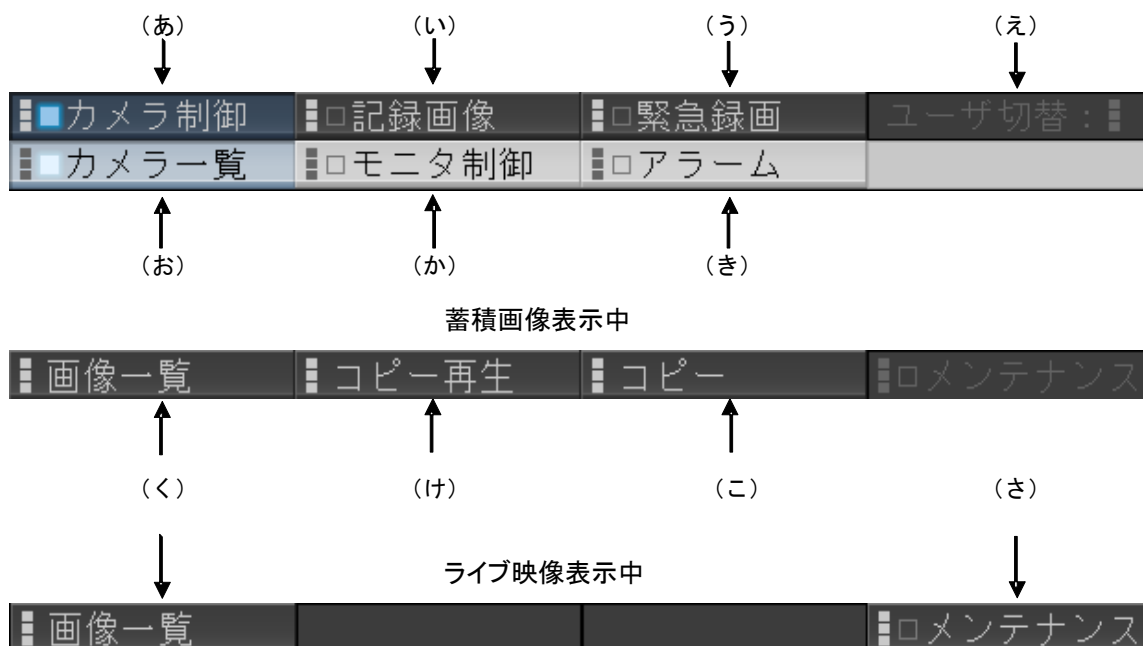 (あ) (い) (う) (え)
■カメラ制御 □記録画像 □緊急録画 ユーザ切替:
■カメラ一覧 □モニタ制御 □アラーム
(お) (か) (き)
蓄積画像表示中
画像一覧 コピー再生 コピー □メンテナンス
(く) (け) (こ) (さ)
ライブ映像表示中
画像一覧 □メンテナンス